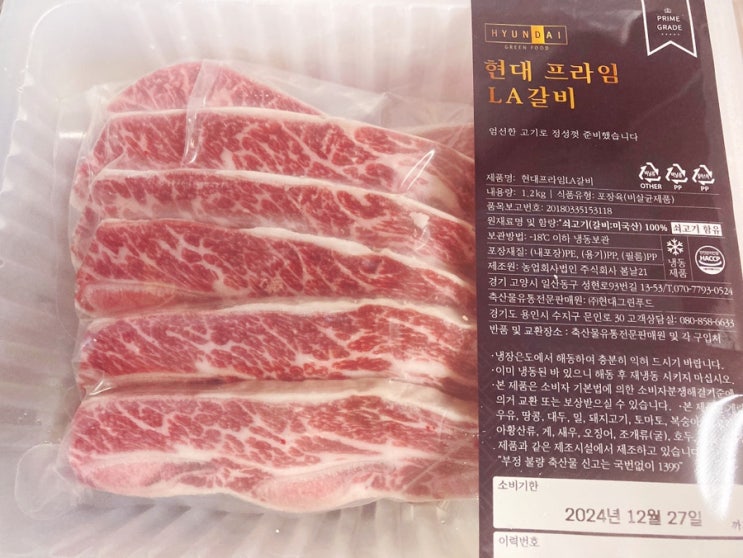 PRIME
GRADE
HYUNDAI
GREEN FOOD
현대 프라임
LA갈비
엄선한 고기로 정성껏 준비했습니다
제품명: 현대프라임LA갈비
내용량: 1.2kg | 식품유형: 포장육(비살균제품)
품목보고번호: 20180335153118
OTHER PP PP
원재료명 및 함량:쇠고기(갈비:미국산) 100% 쇠고기 함유
보관방법: -18℃ 이하 냉동보관
포장재질: (내포장)PE, (용기)PP, (필름)PP
냉동
제품
HACCP
제조원: 농업회사법인 주식회사 봄날21
경기 고양시 일산동구 성현로93번길 13-53/T,070-7793-0524
축산물유통전문판매원: ㈜현대그린푸드
경기도 용인시 수지구 문인로 30 고객상담실: 080-858-6633
반품 및 교환장소 : 축산물유통전문판매원 및 각 구입처
·냉장온도에서 해동하여 충분히 익혀 드시기 바랍니다.
·이미 냉동된 바 있으니 해동 후 재냉동 시키지 마십시오.
·본 제품은 소비자 기본법에 의한 소비자분쟁해결기준에
의거 교환 또는 보상받으실 수 있습니다. ·본 제
우유, 땅콩, 대두, 밀, 돼지고기, 토마토, 복숭아
아황산류, 게, 새우, 오징어, 조개류(굴), 호두,
제품과 같은 제조시설에서 제조하고 있습니다
"부정 불량 축산물 신고는 국번없이 1399"
소비기한
2024년 12월 27일 까
이력번호